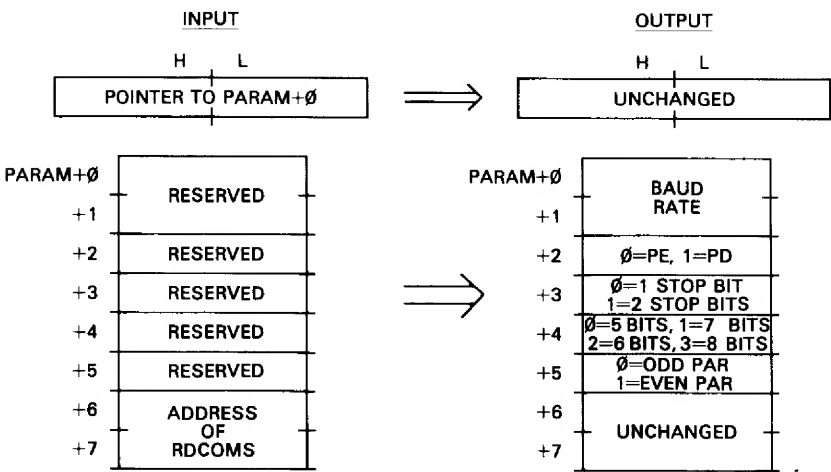 INPUT
H L
POINTER TO PARAM+Ø
PARAM+Ø
+1
RESERVED
+2
RESERVED
+3
RESERVED
+4
RESERVED
+5
RESERVED
+6
+7
ADDRESS
OF
RDCOMS
OUTPUT
H L
UNCHANGED
PARAM+Ø
+1
BAUD
RATE
+2
Ø=PE, 1=PD
+3
Ø=1 STOP BIT
1=2 STOP BITS
+4
Ø=5 BITS, 1=7 BITS
2=6 BITS, 3=8 BITS
+5
Ø=ODD PAR
1=EVEN PAR
+6
+7
UNCHANGED